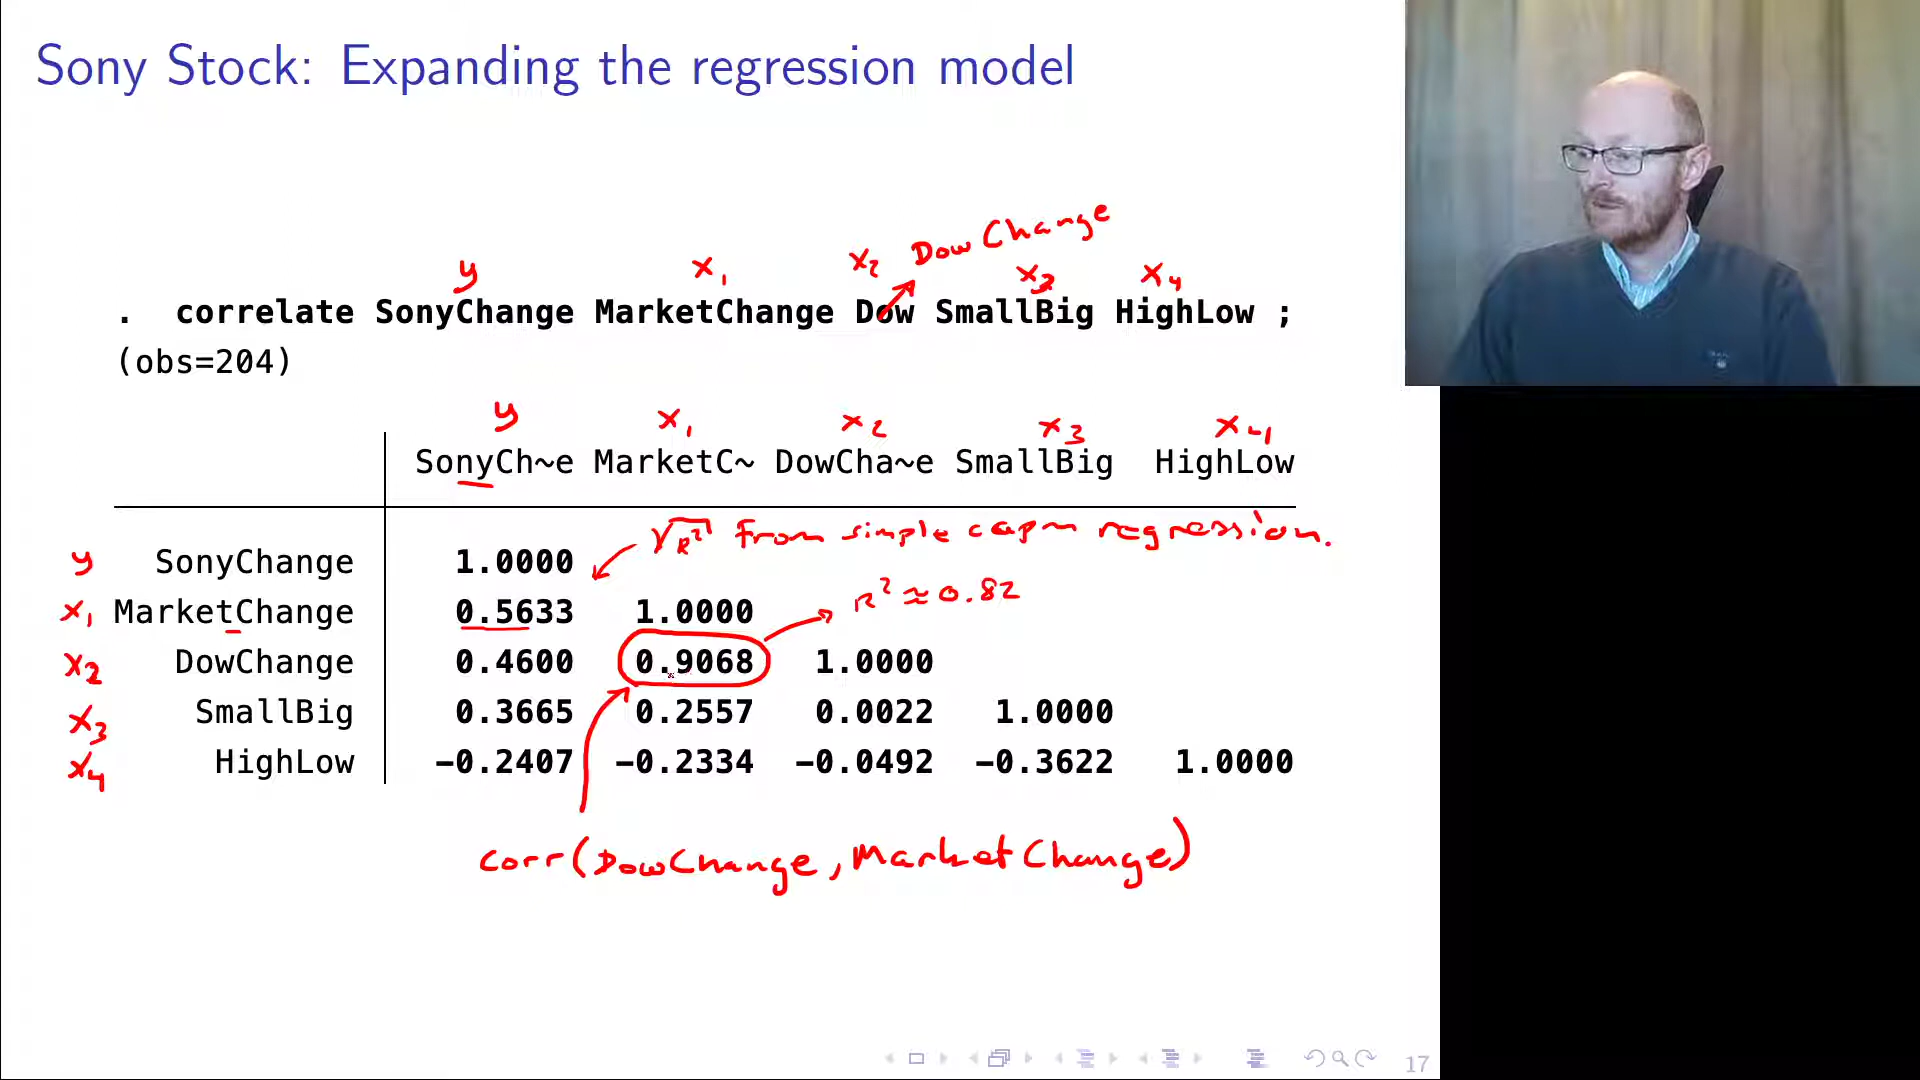 Sony Stock: Expanding the regression model
DowChange
y x1 x2 x3 x4
. correlate SonyChange MarketChange Dow SmallBig HighLow ;
(obs=204)
y x1 x2 x3 x4
SonyCh~e MarketC~ DowCha~e SmallBig HighLow
√R² from simple capm regression.
y SonyChange 1.0000
R² ≈ 0.82
x1 MarketChange 0.5633 1.0000
x2 DowChange 0.4600 0.9068 1.0000
x3 SmallBig 0.3665 0.2557 0.0022 1.0000
x4 HighLow -0.2407 -0.2334 -0.0492 -0.3622 1.0000
corr(DowChange, MarketChange)
17